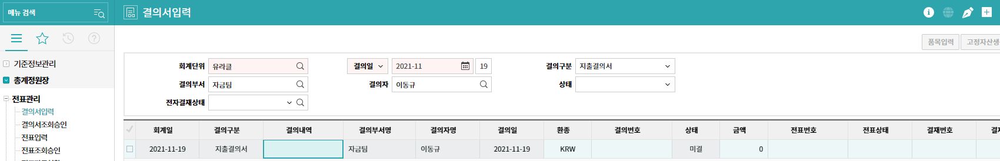 메뉴 검색
결의서입력
품목입력 고정자산생
기준정보관리
총계정원장
전표관리
결의서입력
결의서조회승인
전표입력
전표조회승인
회계단위 유라클 결의일 2021-11 19 결의구분 지출결의서
결의부서 자금팀 결의자 이동규 상태
전자결재상태
회계일 결의구분 결의내역 결의부서명 결의자명 결의일 환종 결의번호 상태 금액 전표번호 전표상태 결재번호 결재
2021-11-19 지출결의서 자금팀 이동규 2021-11-19 KRW 미결 0